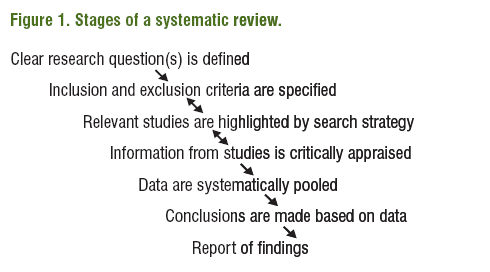 Figure 1. Stages of a systematic review.
Clear research question(s) is defined
Inclusion and exclusion criteria are specified
Relevant studies are highlighted by search strategy
Information from studies is critically appraised
Data are systematically pooled
Conclusions are made based on data
Report of findings